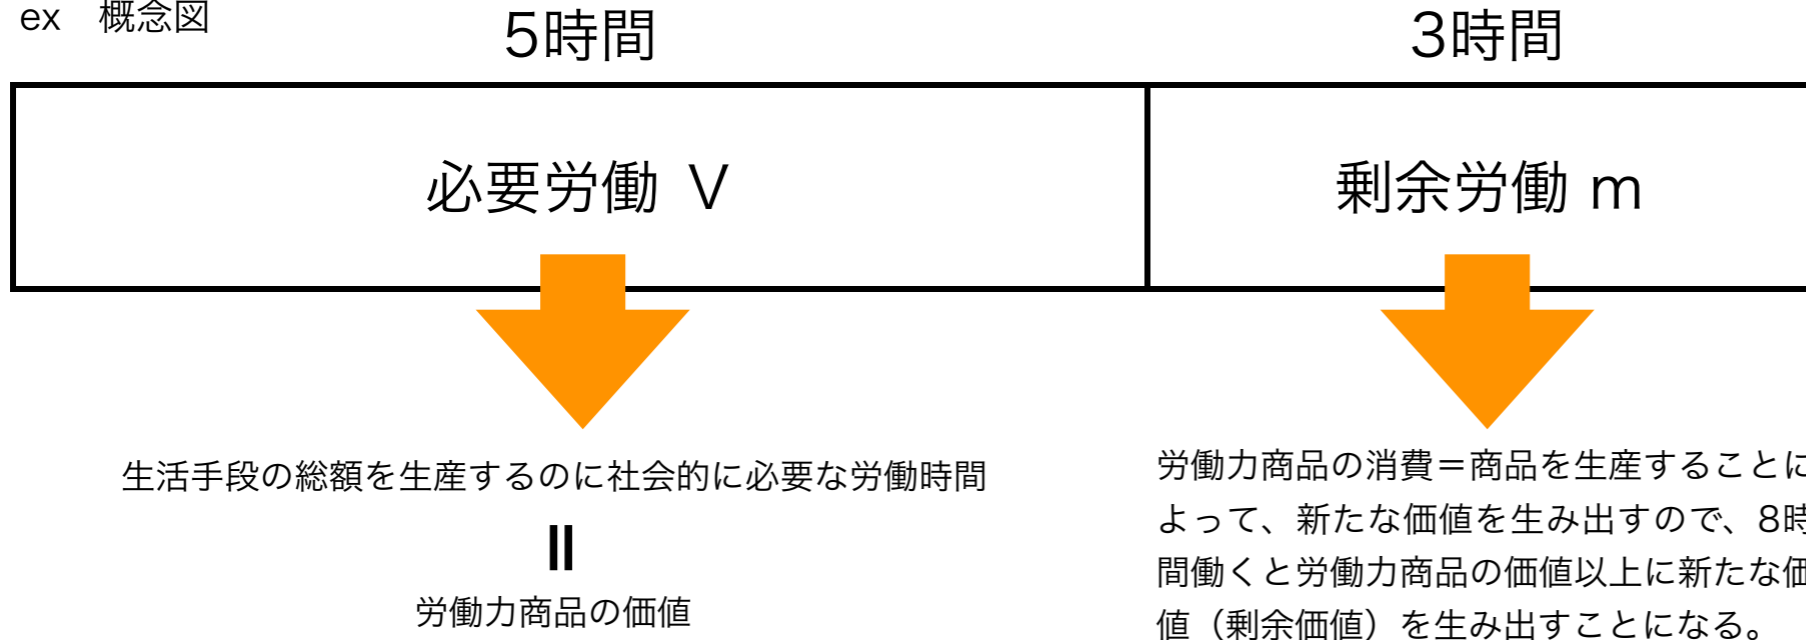 ex 概念図
5時間
3時間
必要労働 V
剰余労働 m
生活手段の総額を生産するのに社会的に必要な労働時間
=
労働力商品の価値
労働力商品の消費＝商品を生産することに
よって、新たな価値を生み出すので、8時
間働くと労働力商品の価値以上に新たな価
値（剰余価値）を生み出すことになる。